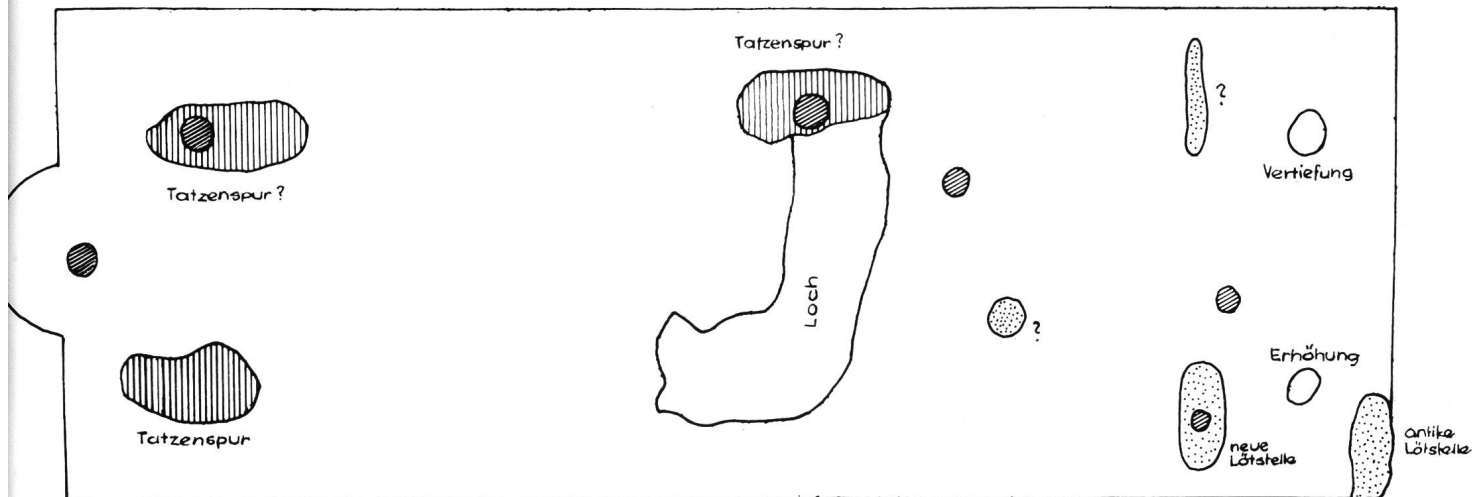 Tatzenspur ?
Tatzenspur ?
?
Vertiefung
Loch
?
Erhöhung
Tatzenspur
neue
Lötstelle
antike
Lötstelle